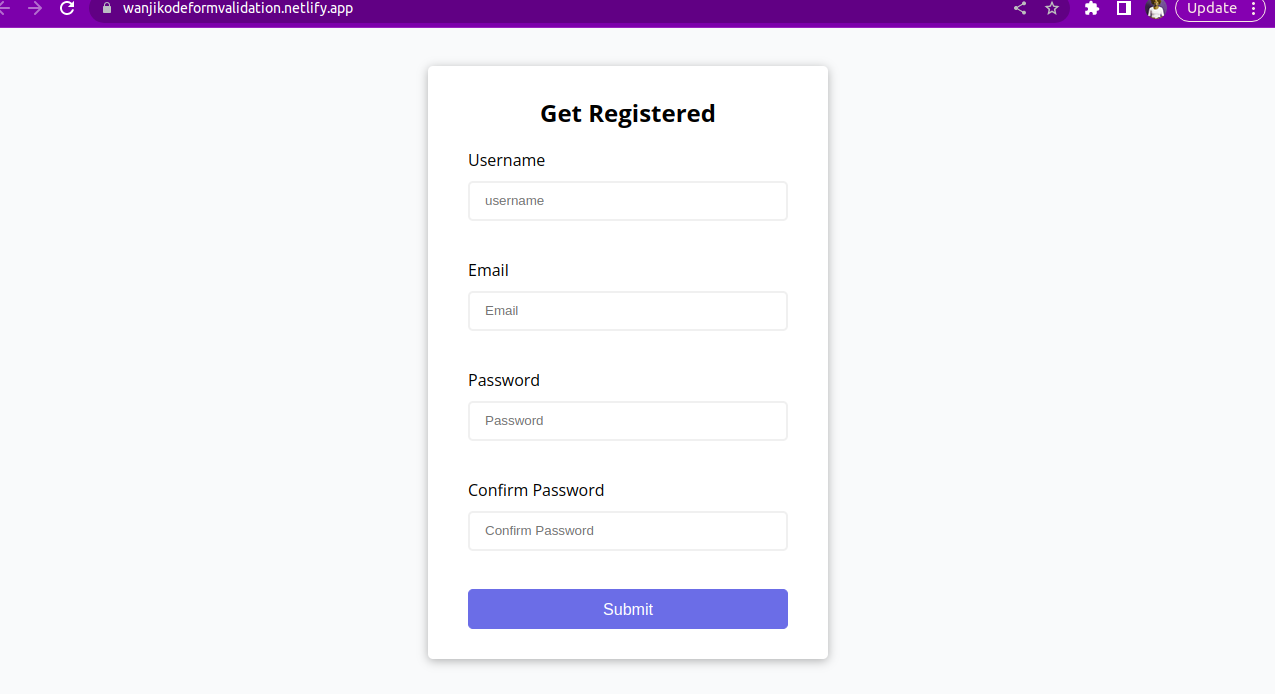 wanjikodeformvalidation.netlify.app
Update
Get Registered
Username
username
Email
Email
Password
Password
Confirm Password
Confirm Password
Submit